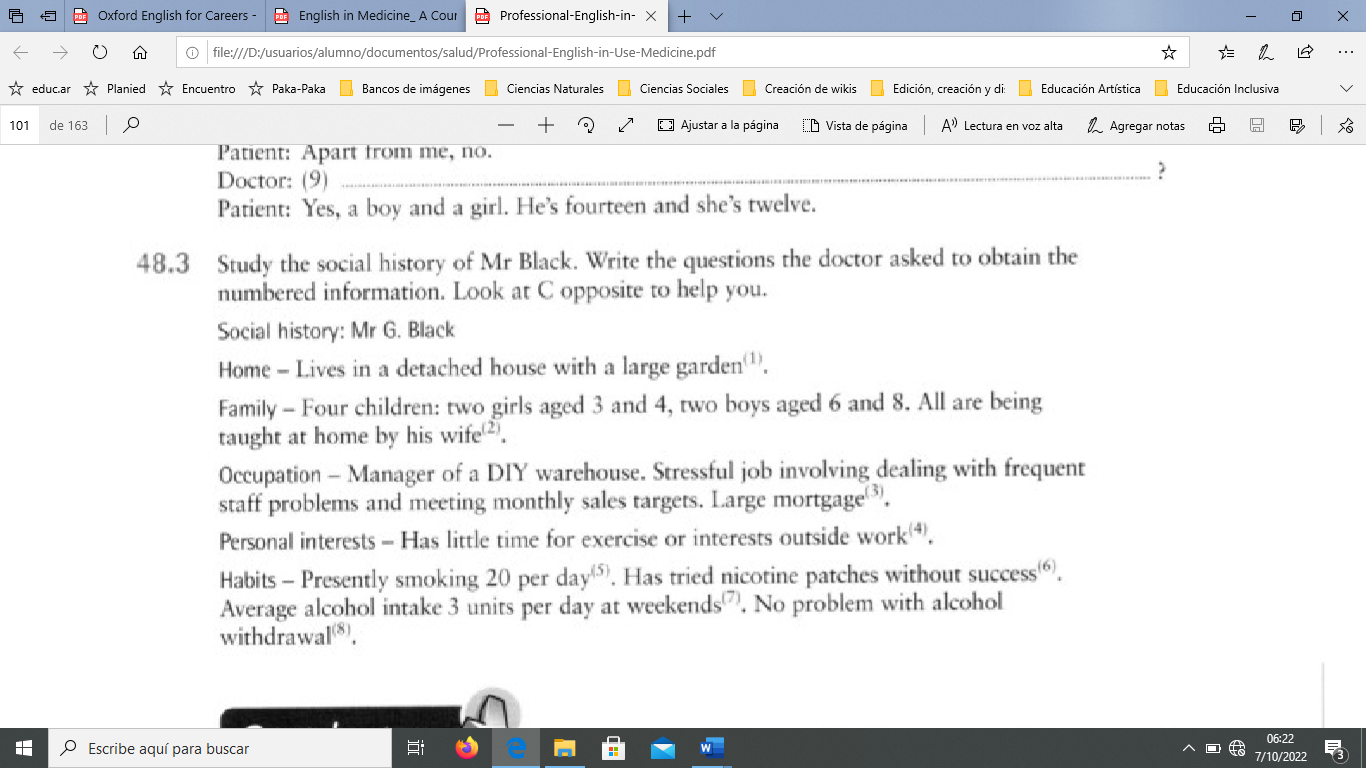 Oxford English for Careers -
English in Medicine_ A Cour
Professional-English-in-
file:///D:/usuarios/alumno/documentos/salud/Professional-English-in-Use-Medicine.pdf
educ.ar
Planied
Encuentro
Paka-Paka
Bancos de imágenes
Ciencias Naturales
Ciencias Sociales
Creación de wikis
Edición, creación y di
Educación Artística
Educación Inclusiva
101 de 163
Ajustar a la página
Vista de página
Lectura en voz alta
Agregar notas
Patient: Apart from me, no.
Doctor: (9) ?
Patient: Yes, a boy and a girl. He's fourteen and she's twelve.
48.3 Study the social history of Mr Black. Write the questions the doctor asked to obtain the
numbered information. Look at C opposite to help you.
Social history: Mr G. Black
Home – Lives in a detached house with a large garden(1).
Family – Four children: two girls aged 3 and 4, two boys aged 6 and 8. All are being
taught at home by his wife(2).
Occupation – Manager of a DIY warehouse. Stressful job involving dealing with frequent
staff problems and meeting monthly sales targets. Large mortgage(3).
Personal interests – Has little time for exercise or interests outside work(4).
Habits – Presently smoking 20 per day(5). Has tried nicotine patches without success(6).
Average alcohol intake 3 units per day at weekends(7). No problem with alcohol
withdrawal(8).
Escribe aquí para buscar
06:22
7/10/2022
3